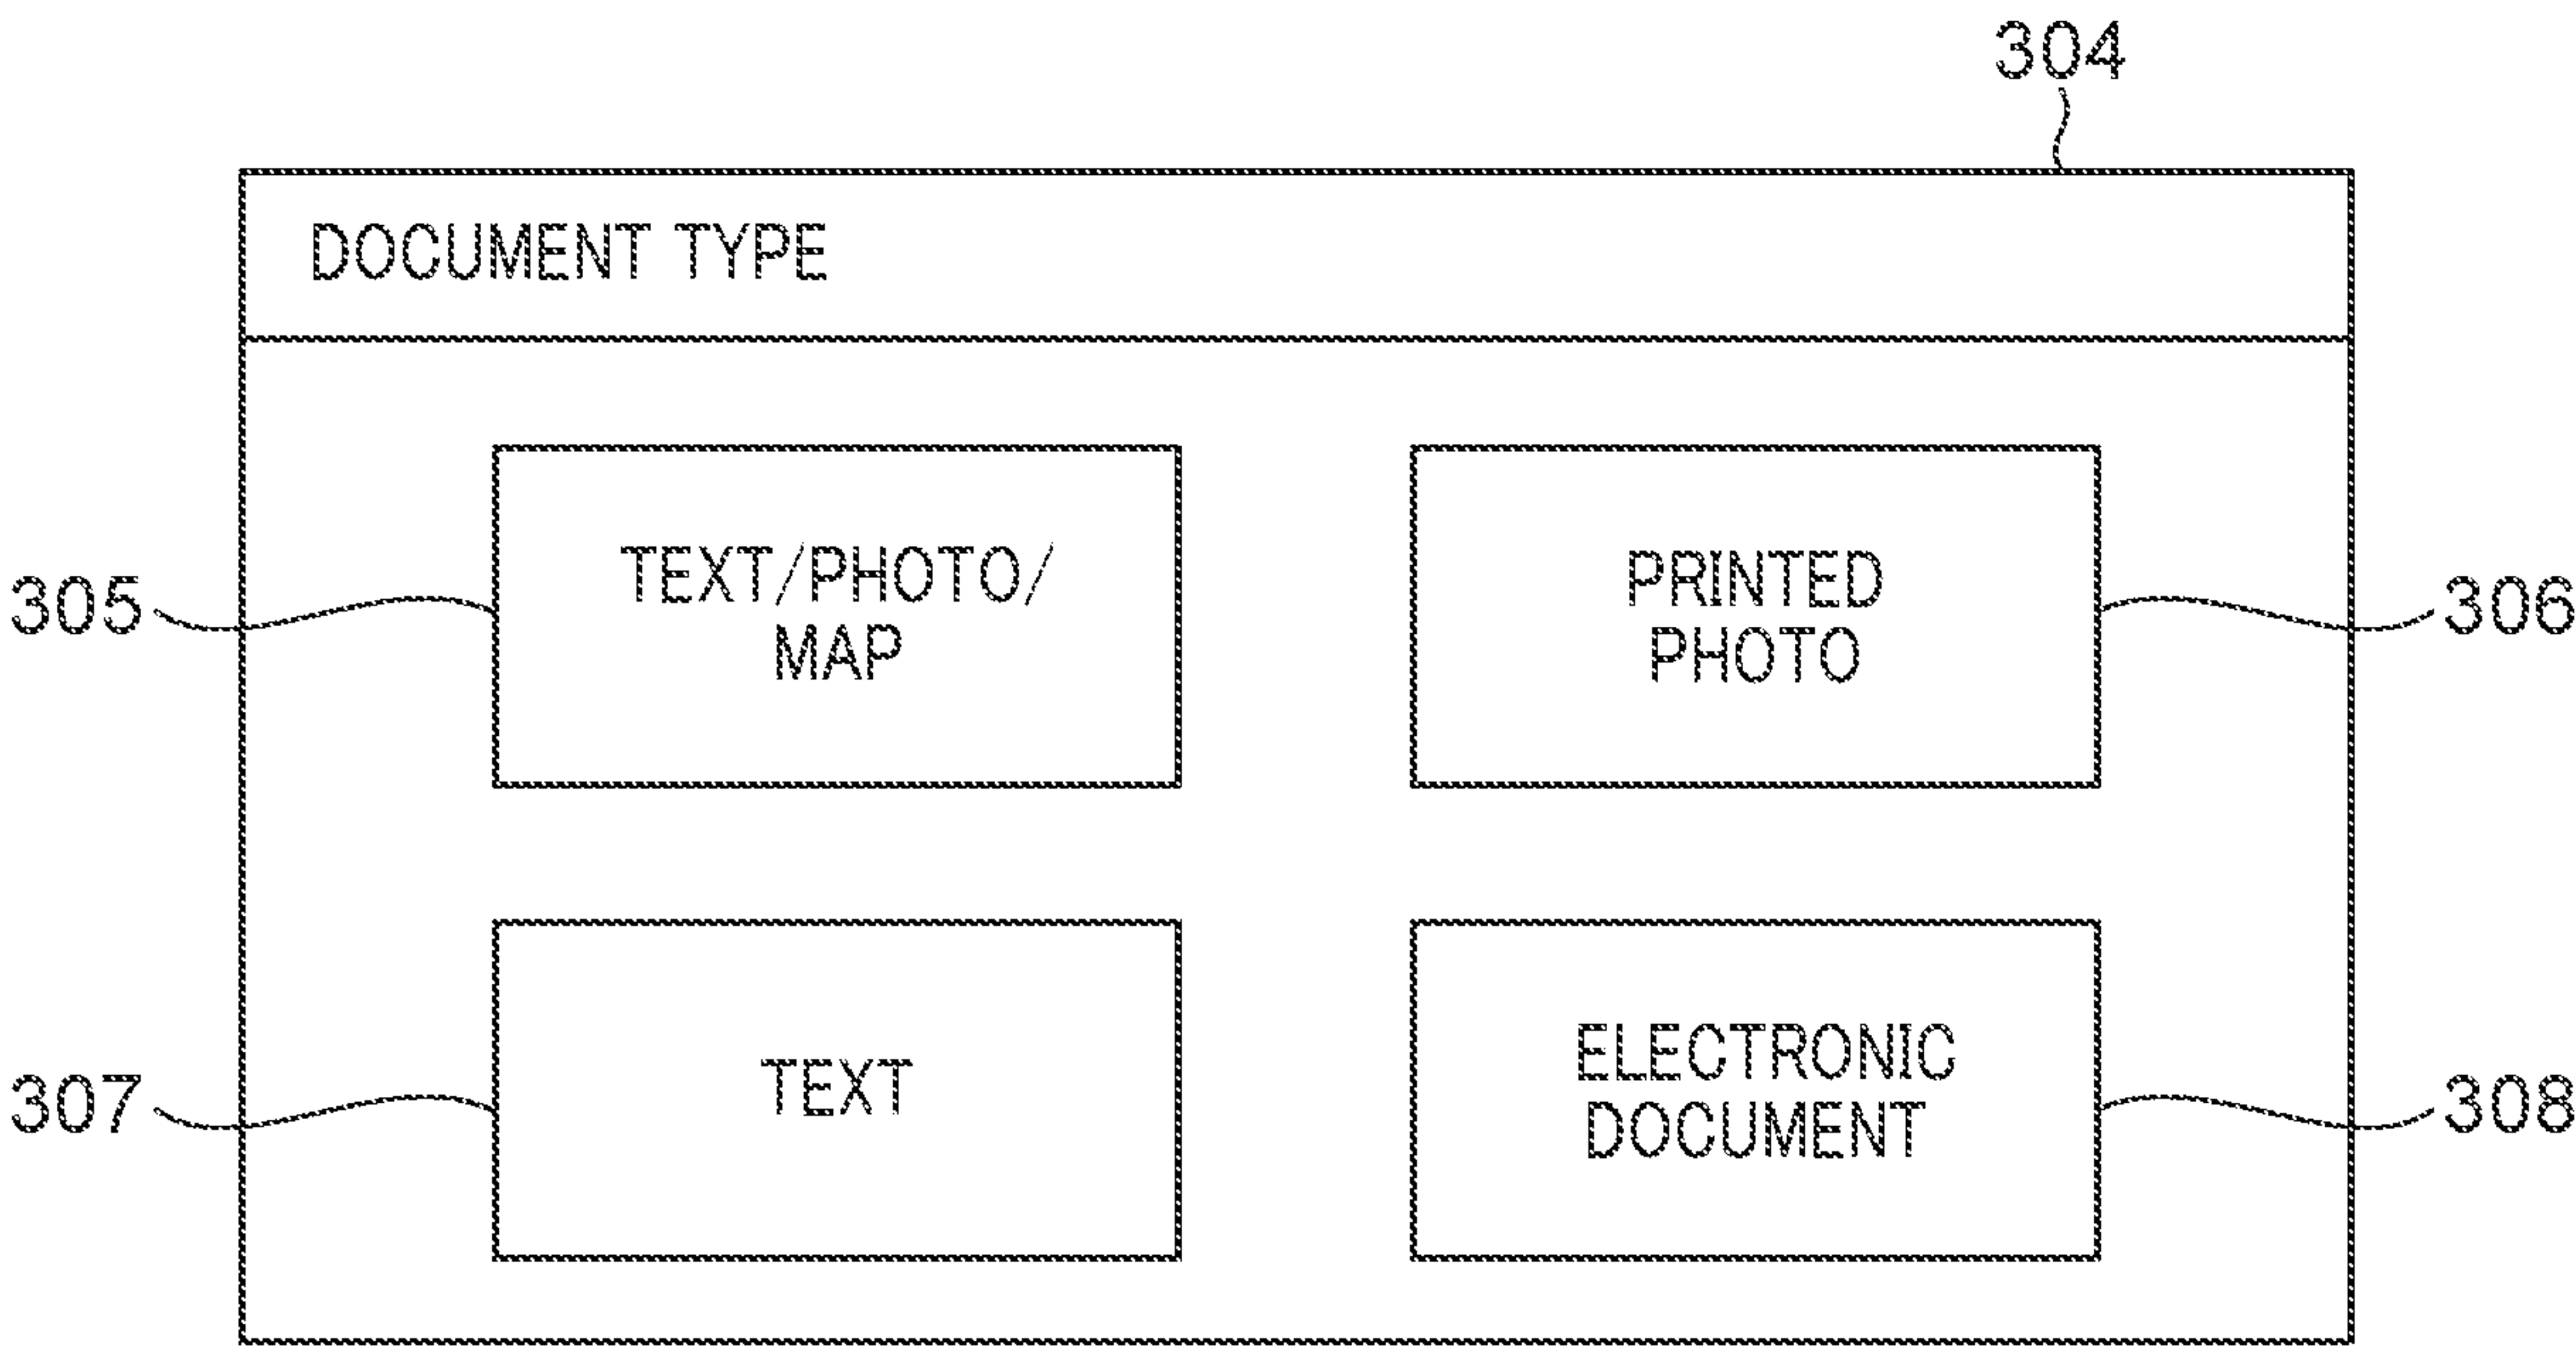 304
DOCUMENT TYPE
305
TEXT/PHOTO/
MAP
PRINTED
PHOTO
306
307
TEXT
ELECTRONIC
DOCUMENT
308